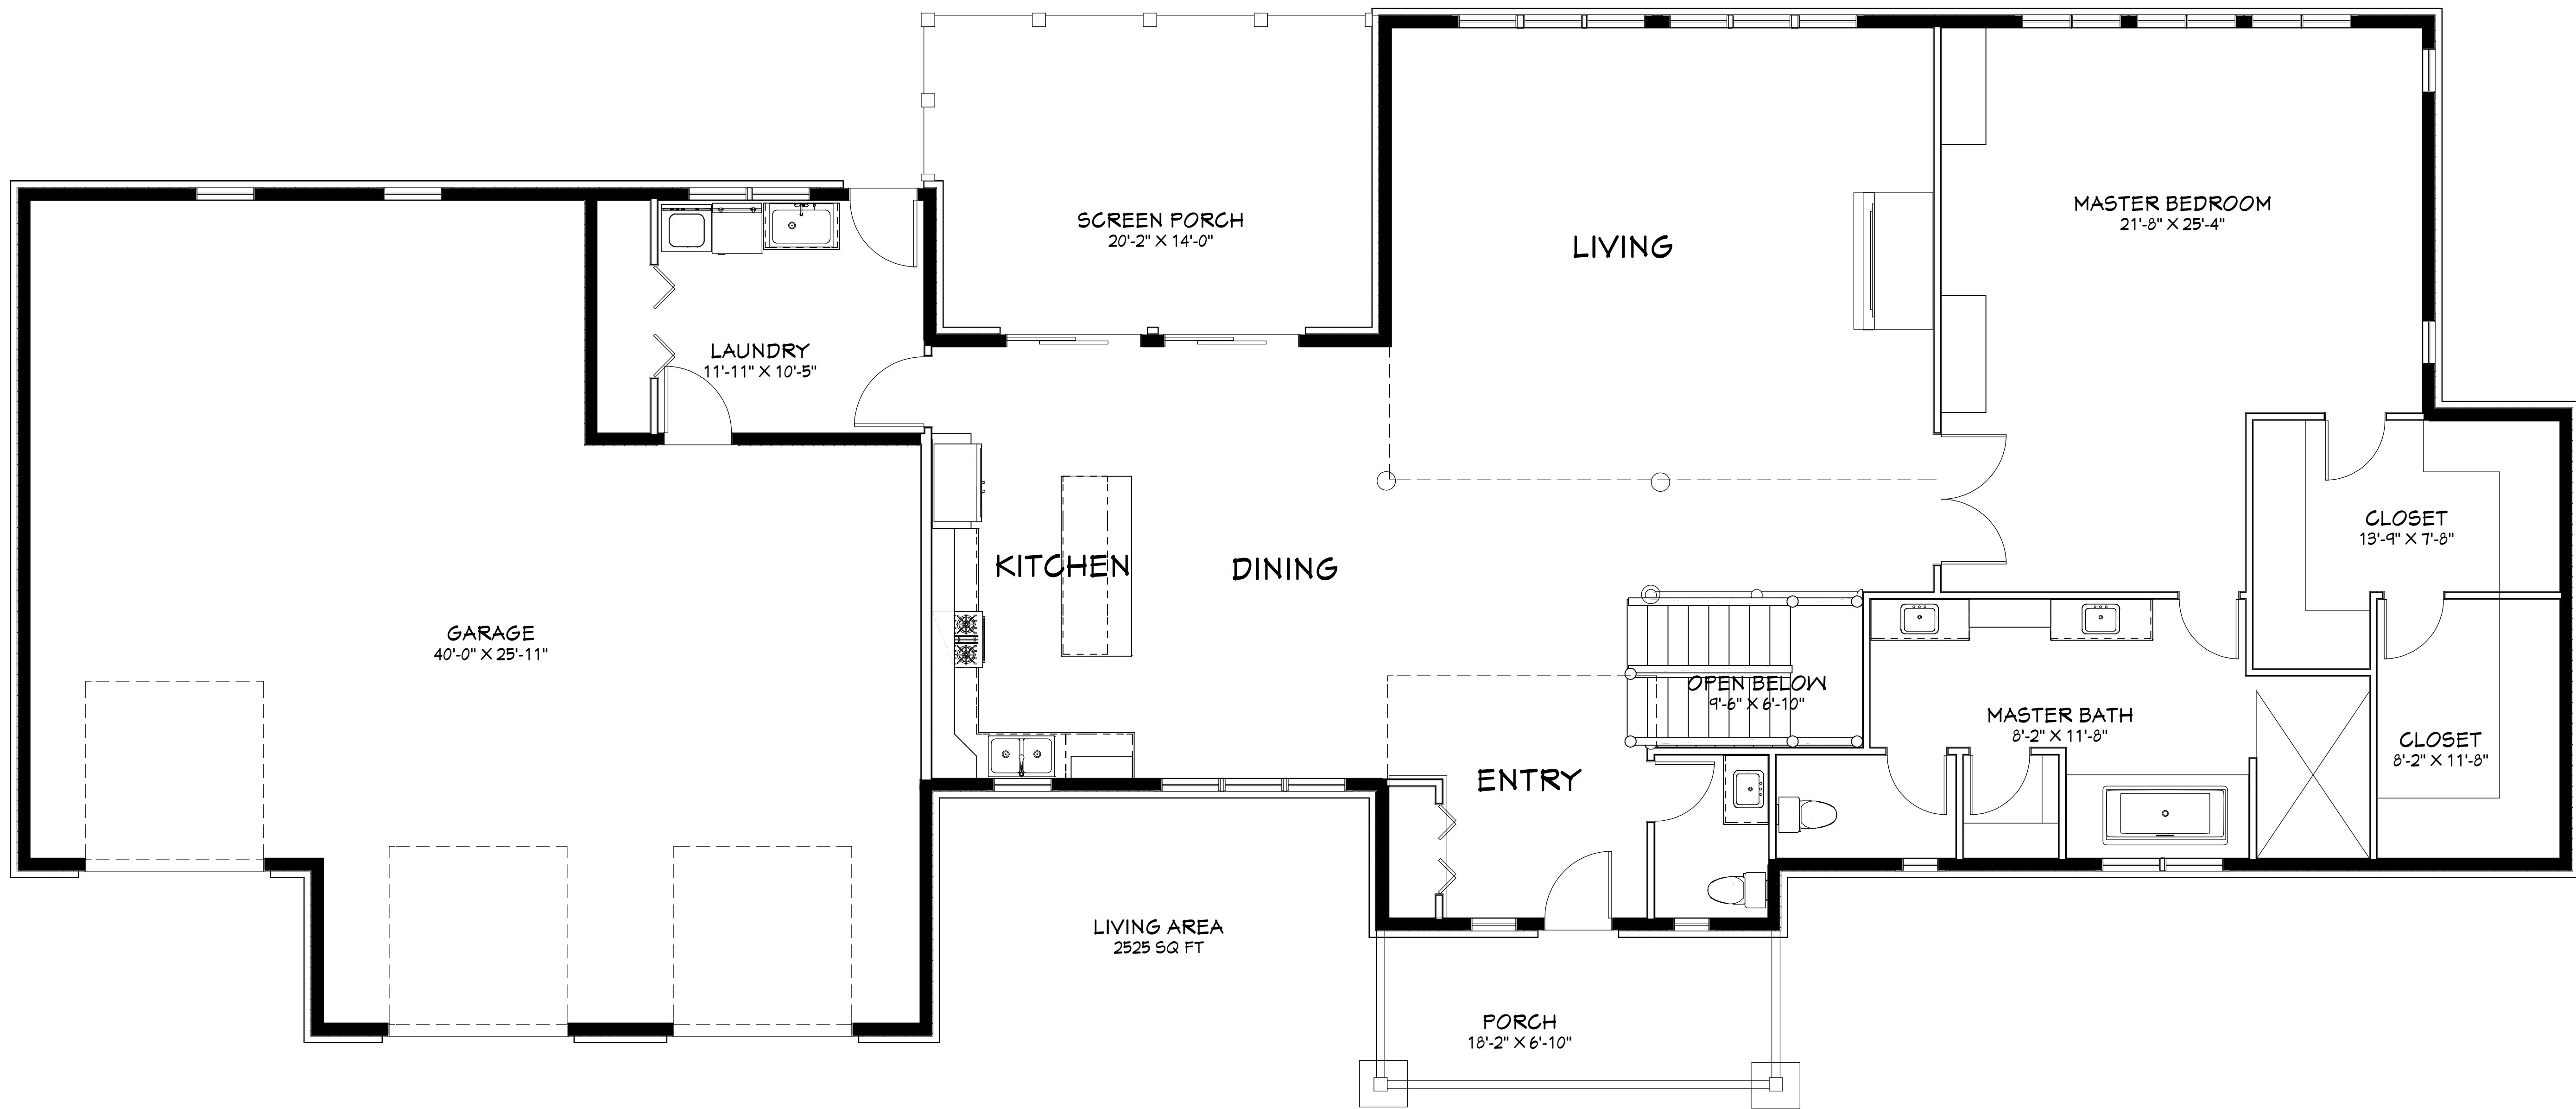 SCREEN PORCH
20'-2" X 14'-0"
LIVING
MASTER BEDROOM
21'-8" X 25'-4"
LAUNDRY
11'-11" X 10'-5"
KITCHEN
DINING
CLOSET
13'-9" X 7'-8"
GARAGE
40'-0" X 25'-11"
OPEN BELOW
9'-6" X 6'-10"
MASTER BATH
8'-2" X 11'-8"
CLOSET
8'-2" X 11'-8"
ENTRY
LIVING AREA
2525 SQ FT
PORCH
18'-2" X 6'-10"